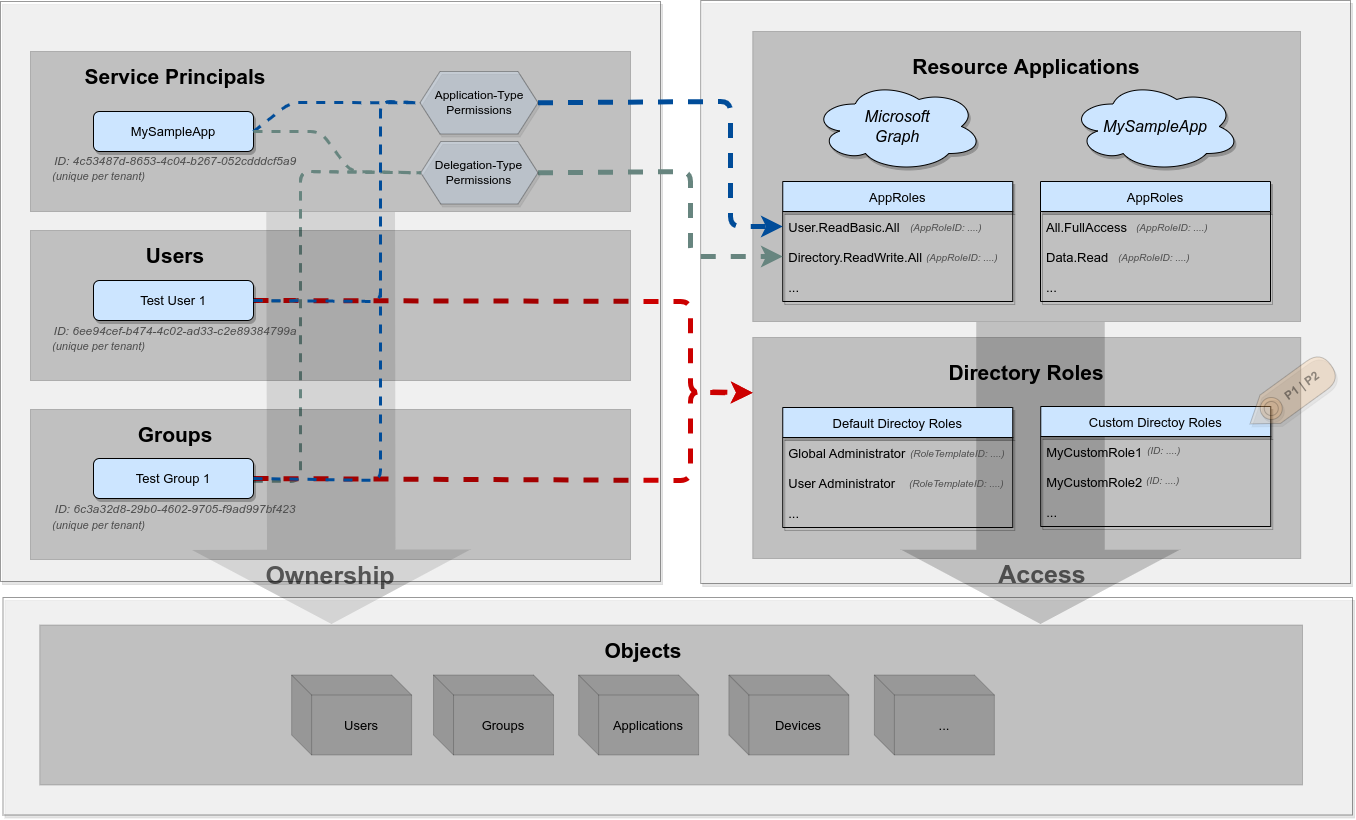 Service Principals
MySampleApp
ID: 4c53487d-8653-4c04-b267-052cdddcf5a9
(unique per tenant)
Application-Type
Permissions
Delegation-Type
Permissions
Users
Test User 1
ID: 6ee94cef-b474-4c02-ad33-c2e89384799a
(unique per tenant)
Groups
Test Group 1
ID: 6c3a32d8-29b0-4602-9705-f9ad997bf423
(unique per tenant)
Ownership
Resource Applications
Microsoft
Graph
MySampleApp
AppRoles
User.ReadBasic.All (AppRoleID: ....)
Directory.ReadWrite.All (AppRoleID: ....)
...
AppRoles
All.FullAccess (AppRoleID: ....)
Data.Read (AppRoleID: ....)
...
Directory Roles
P1 | P2
Default Directoy Roles
Global Administrator (RoleTemplateID: ....)
User Administrator (RoleTemplateID: ....)
...
Custom Directoy Roles
MyCustomRole1 (ID: ....)
MyCustomRole2 (ID: ....)
...
Access
Objects
Users
Groups
Applications
Devices
...